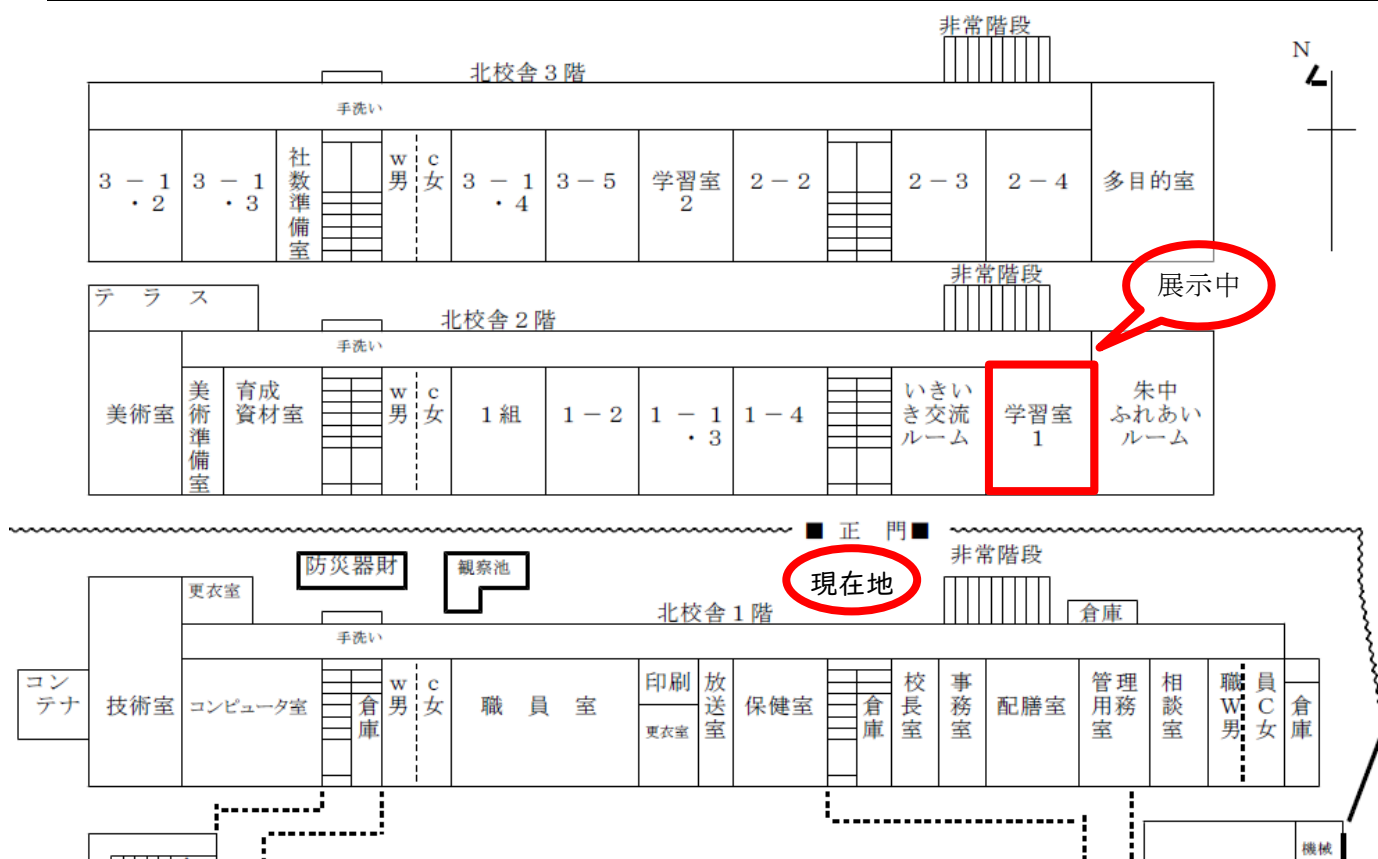 非常階段
北校舎3階
N
手洗い
3-1・2
3-1・3
社数準備室
w男
c女
3-1・4
3-5
学習室2
2-2
2-3
2-4
多目的室
展示中
テラス
非常階段
北校舎2階
手洗い
美術室
美術準備室
育成
資材室
w男
c女
1組
1-2
1-1・3
1-4
いきい
き交流
ルーム
学習室
1
朱中
ふれあい
ルーム
■正門■
防災器財
観察池
現在地
非常階段
更衣室
北校舎1階
倉庫
手洗い
コン
テナ
技術室
コンピュータ室
倉庫
w男
c女
職員室
印刷
更衣室
放送室
保健室
倉庫
校長室
事務室
配膳室
管理
用務
室
相談室
職員
WC
男女
倉庫
機械